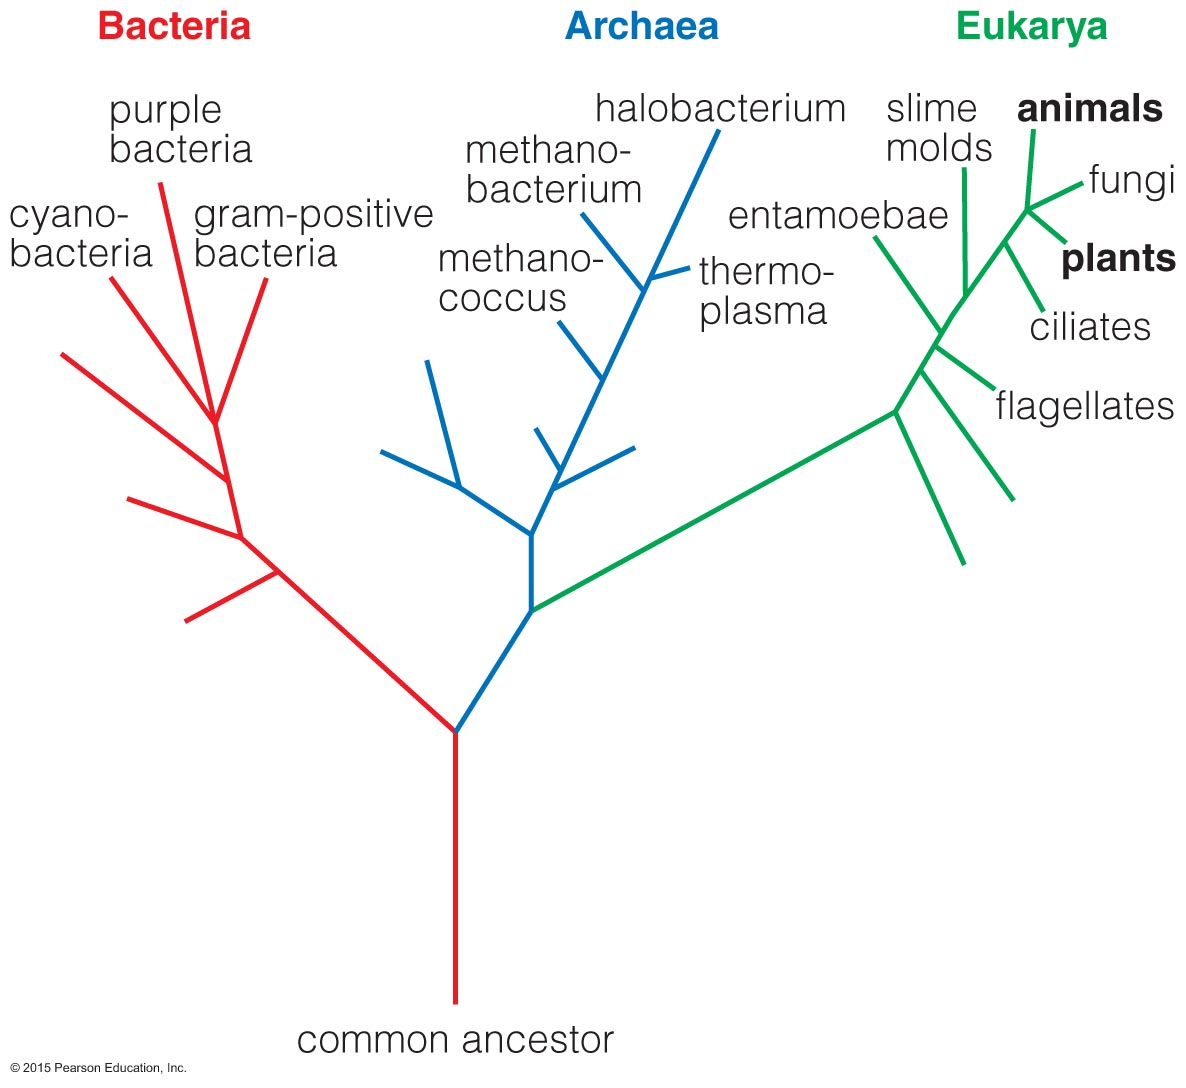 Bacteria
Archaea
Eukarya
purple
bacteria
cyano-
bacteria
gram-positive
bacteria
halobacterium
methano-
bacterium
methano-
coccus
thermo-
plasma
slime
molds
animals
fungi
entamoebae
plants
ciliates
flagellates
common ancestor
© 2015 Pearson Education, Inc.